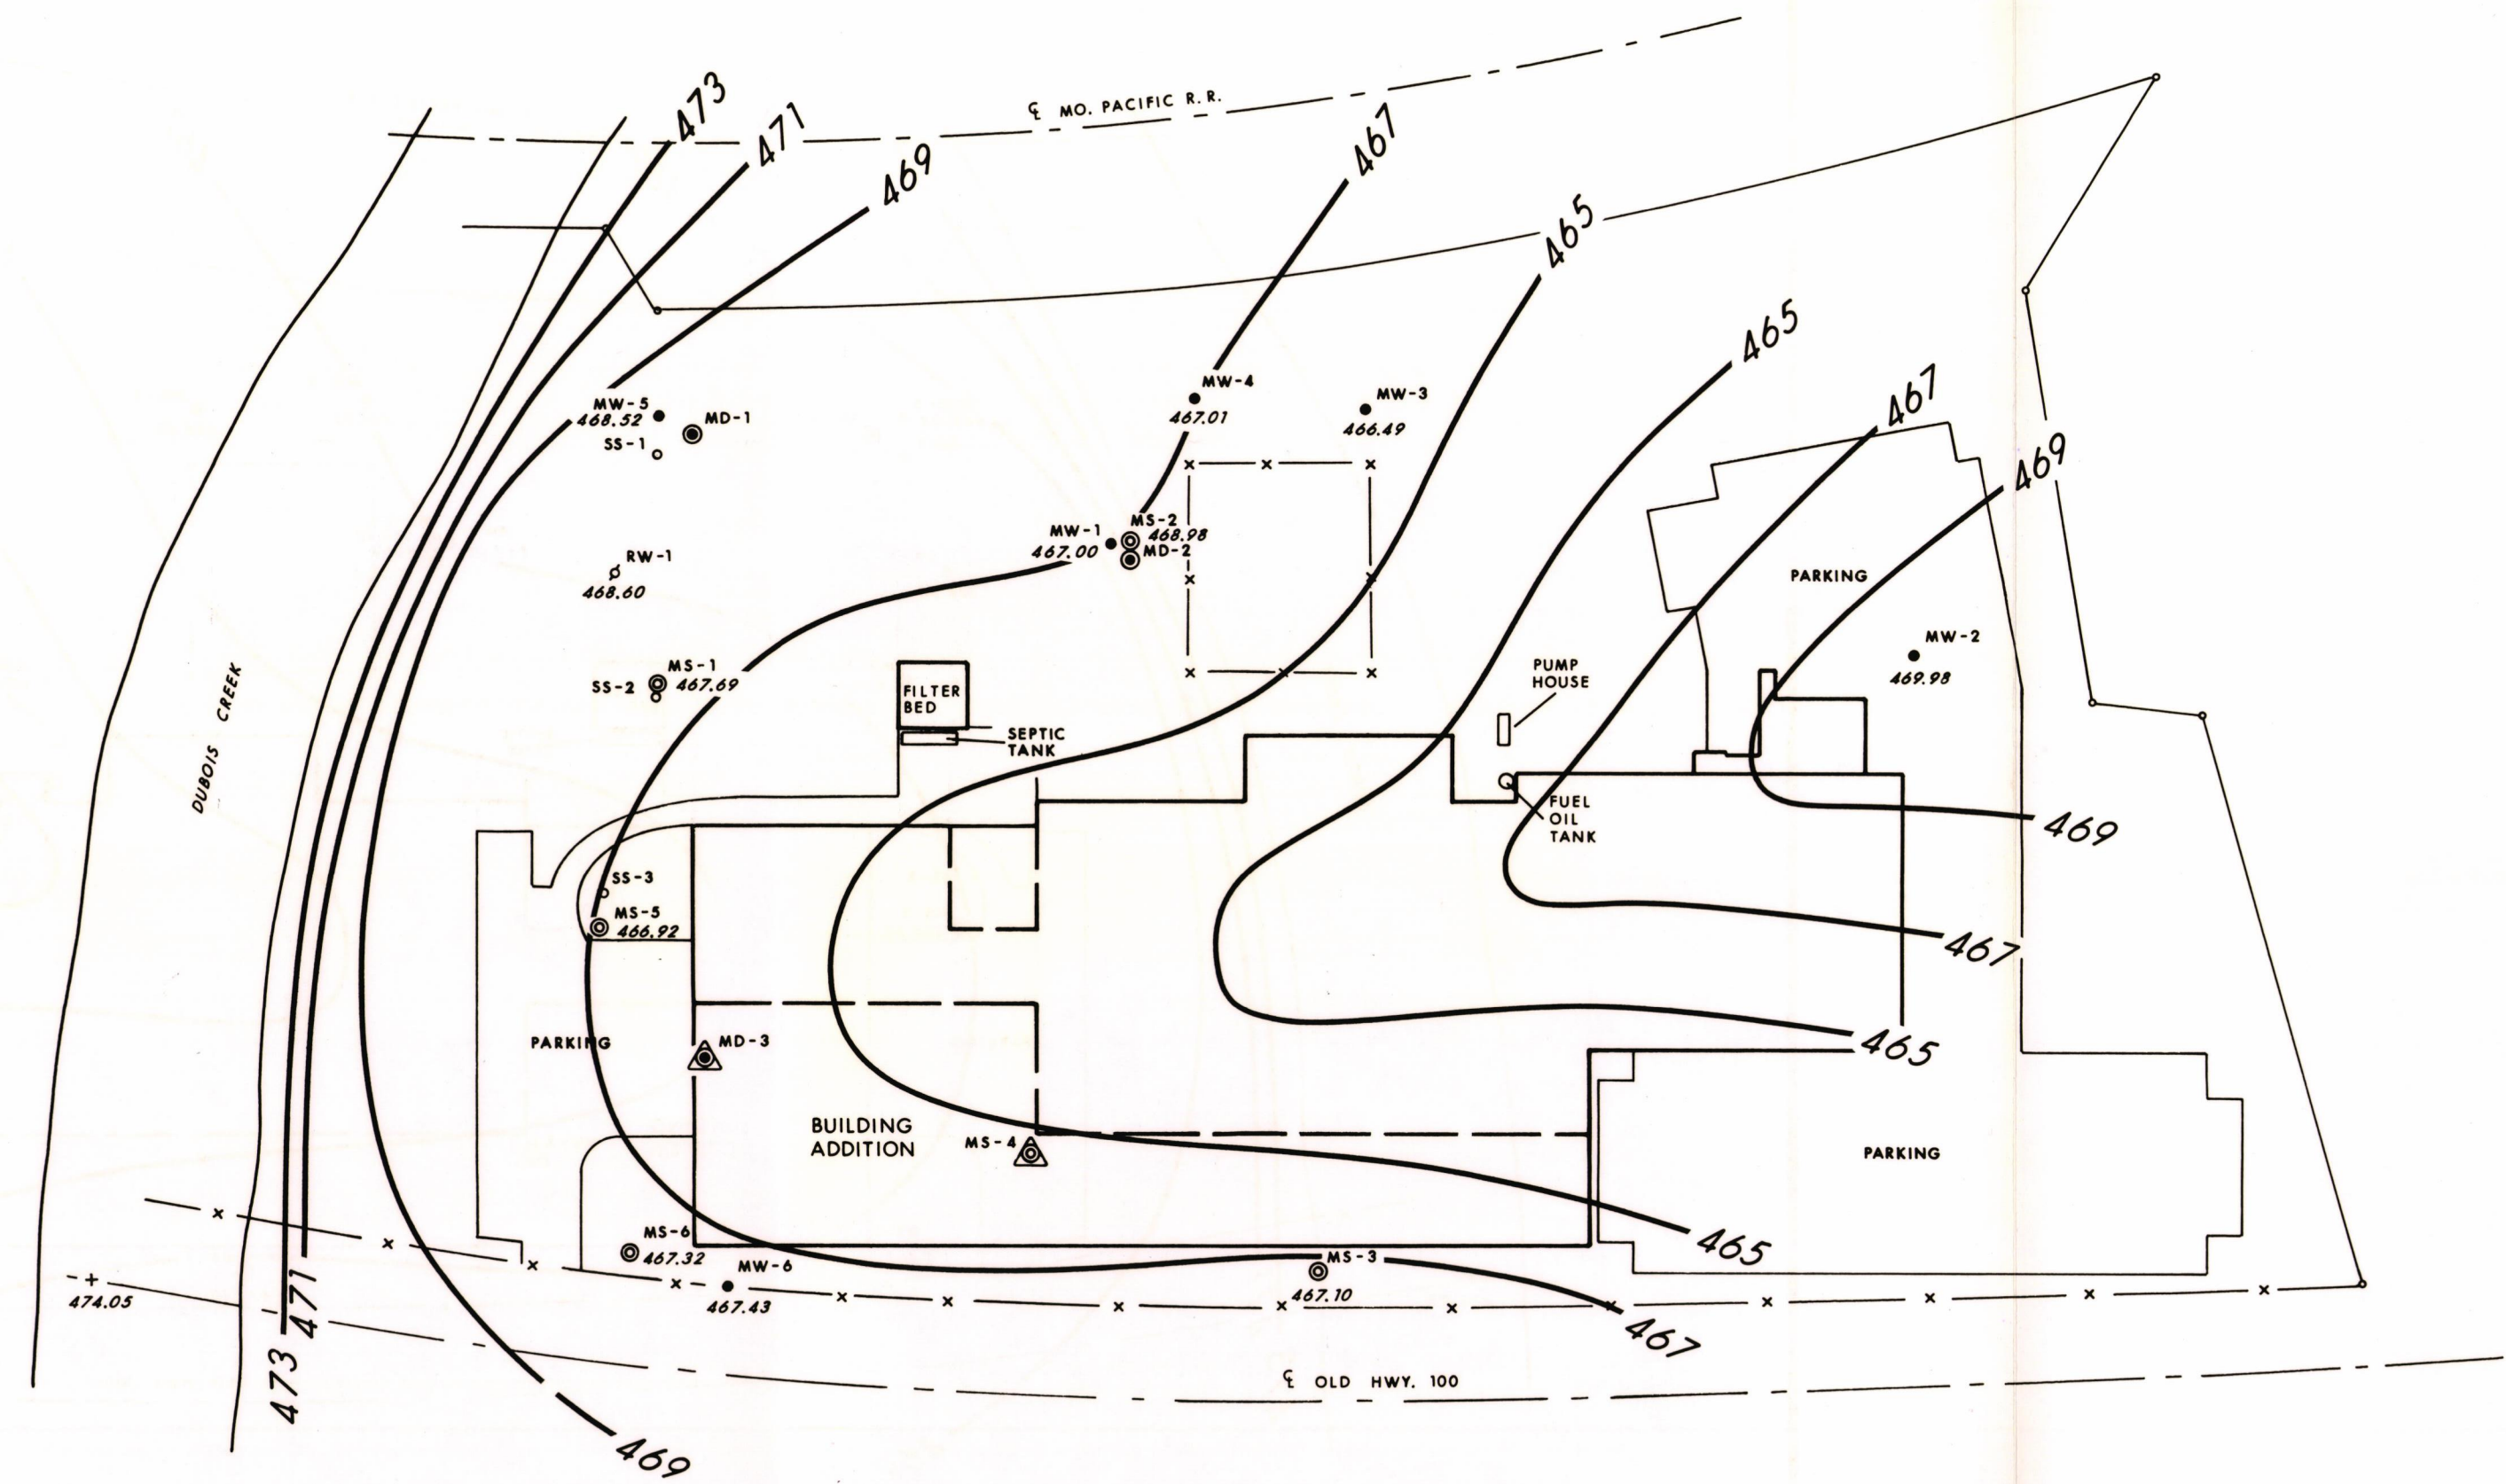 473
471
469
℄ MO. PACIFIC R. R.
467
465
465
467
469
MW-5
468.52
MD-1
SS-1
MW-4
467.01
MW-3
466.49
MW-1
467.00
MS-2
468.98
MD-2
RW-1
468.60
PARKING
MW-2
469.98
MS-1
SS-2
467.69
FILTER
BED
SEPTIC
TANK
PUMP
HOUSE
DUBOIS CREEK
FUEL
OIL
TANK
469
SS-3
MS-5
466.92
467
PARKING
MD-3
465
BUILDING
ADDITION
MS-4
PARKING
MS-6
467.32
MW-6
467.43
MS-3
467.10
465
474.05
471
473
467
℄ OLD HWY. 100
469